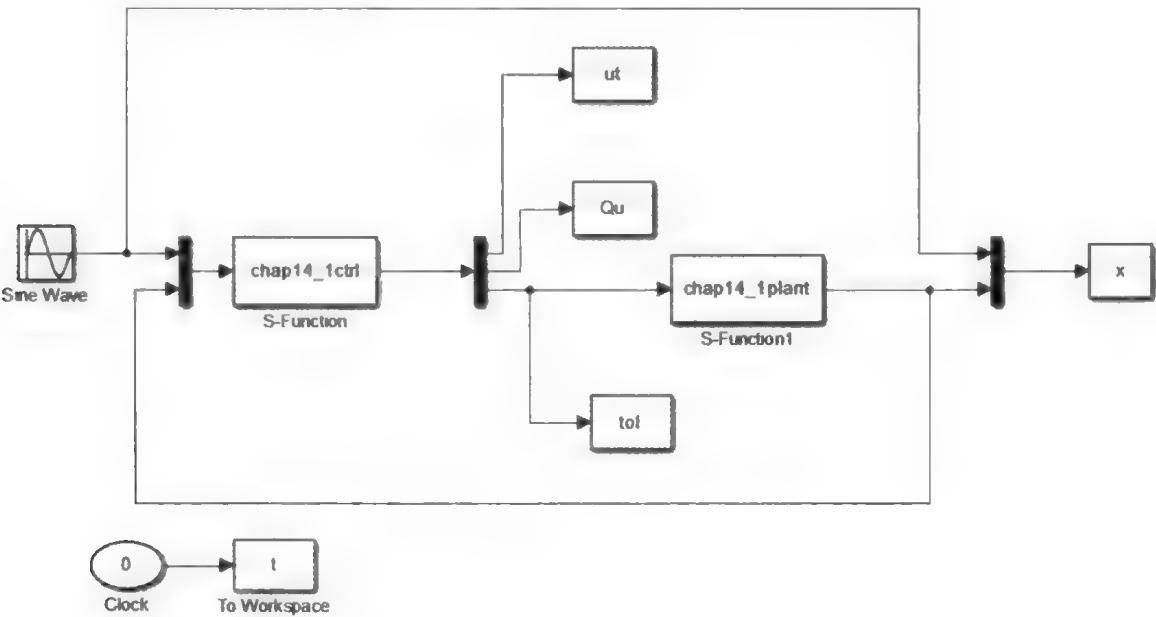 ut
Qu
chap14_1ctrl
chap14_1plant
x
Sine Wave
S-Function
S-Function1
tol
0
t
Clock
To Workspace